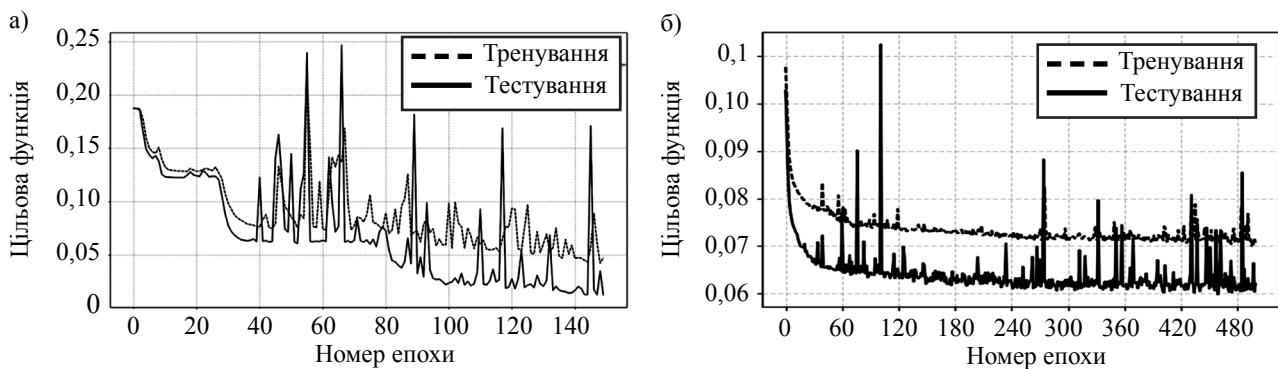 а)
0,25
0,20
0,15
0,10
0,05
0
Цільова функція
Тренування
Тестування
0 20 40 60 80 100 120 140
Номер епохи
б)
0,1
0,10
0,09
0,08
0,07
0,06
Цільова функція
Тренування
Тестування
0 60 120 180 240 300 360 420 480
Номер епохи